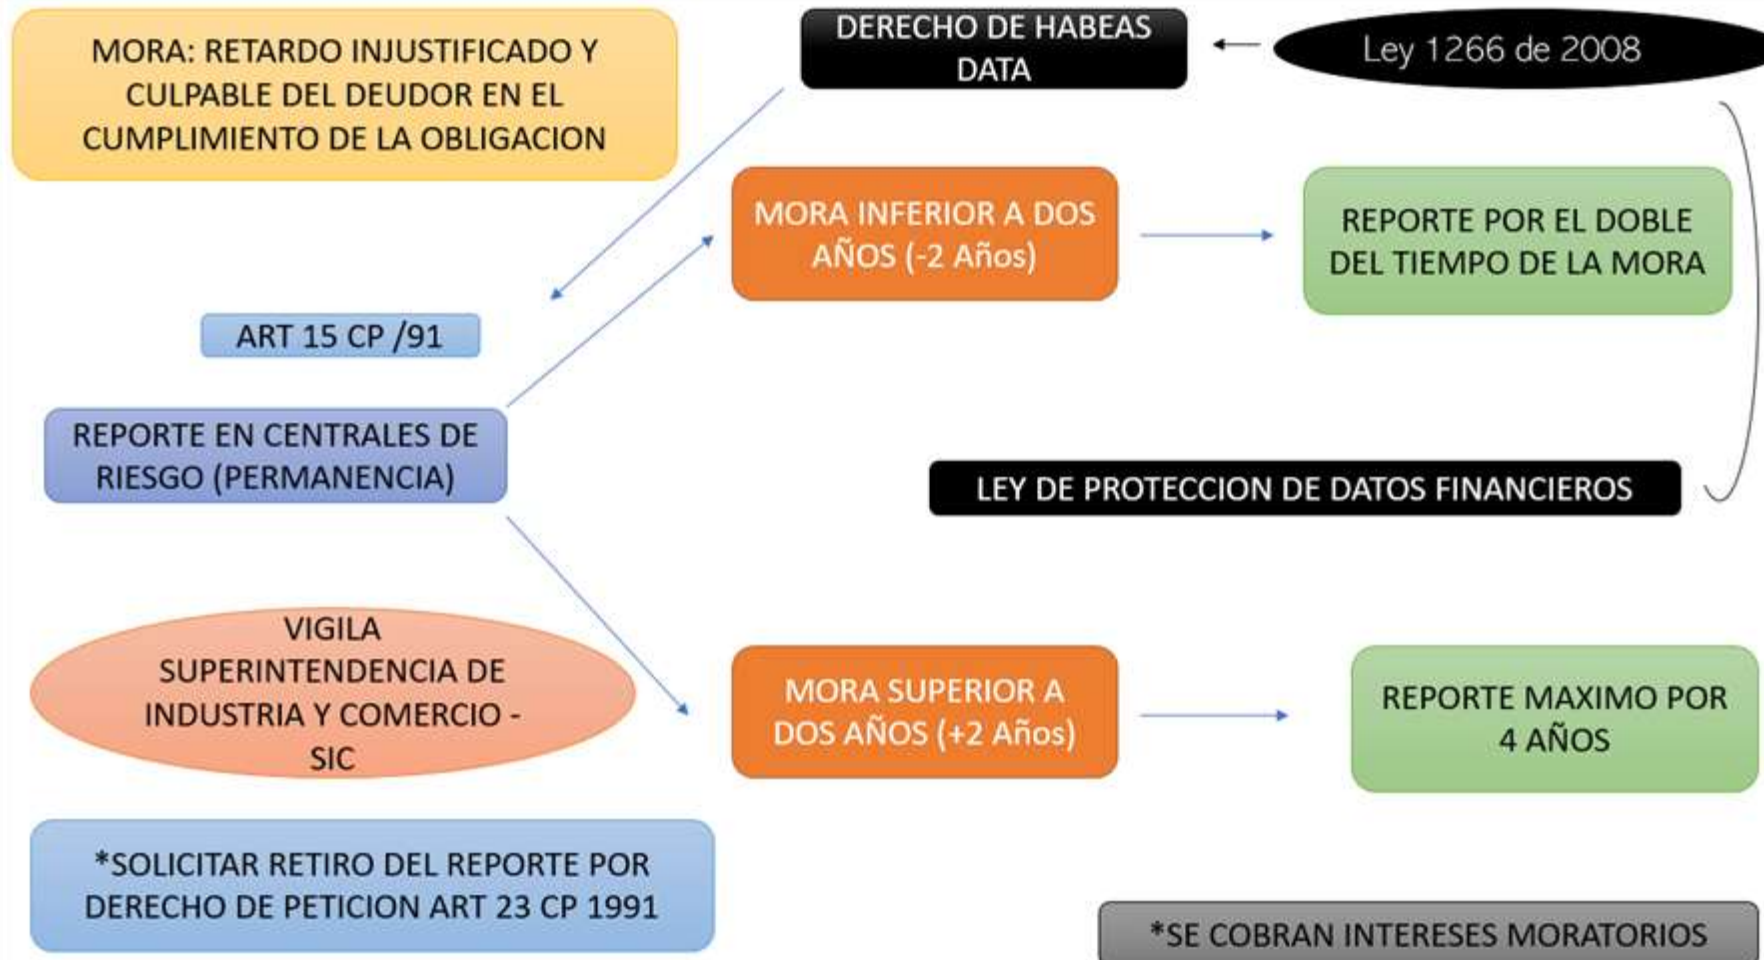 MORA: RETARDO INJUSTIFICADO Y
CULPABLE DEL DEUDOR EN EL
CUMPLIMIENTO DE LA OBLIGACION
DERECHO DE HABEAS
DATA
Ley 1266 de 2008
MORA INFERIOR A DOS
AÑOS (-2 Años)
REPORTE POR EL DOBLE
DEL TIEMPO DE LA MORA
ART 15 CP /91
REPORTE EN CENTRALES DE
RIESGO (PERMANENCIA)
LEY DE PROTECCION DE DATOS FINANCIEROS
VIGILA
SUPERINTENDENCIA DE
INDUSTRIA Y COMERCIO -
SIC
MORA SUPERIOR A
DOS AÑOS (+2 Años)
REPORTE MAXIMO POR
4 AÑOS
*SOLICITAR RETIRO DEL REPORTE POR
DERECHO DE PETICION ART 23 CP 1991
*SE COBRAN INTERESES MORATORIOS